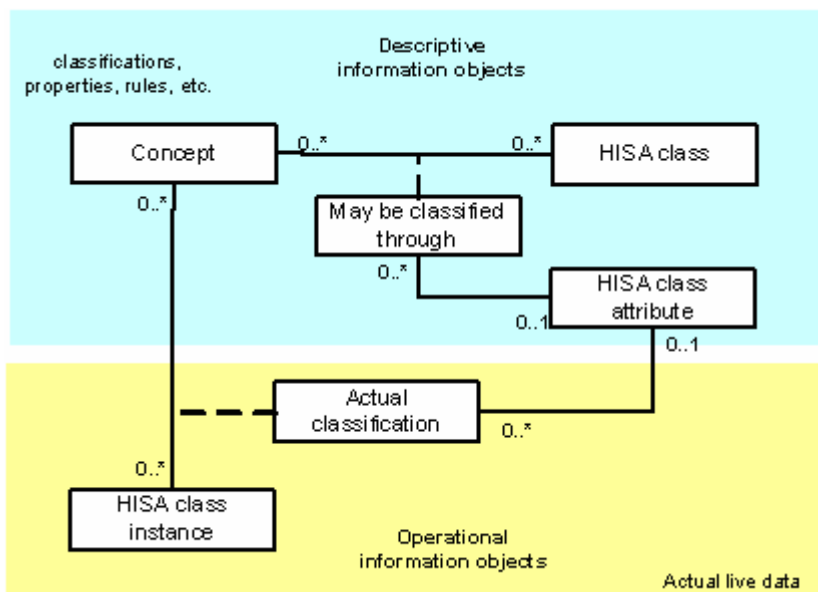 Descriptive
information objects
classifications,
properties, rules, etc.
Concept
0..*
0..*
HISA class
0..*
May be classified
through
0..*
HISA class
attribute
0..1
0..1
Actual
classification
0..*
0..*
HISA class
instance
Operational
information objects
Actual live data